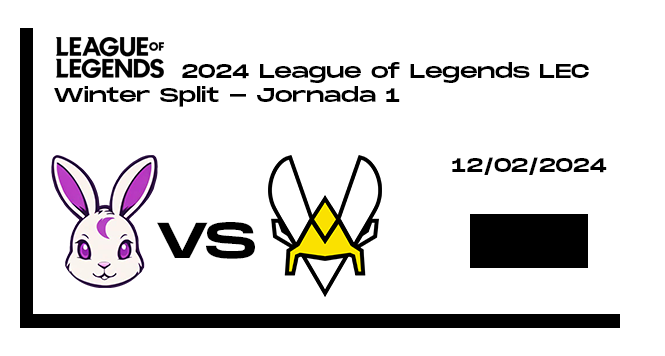 LEAGUE OF
LEGENDS 2024 League of Legends LEC
Winter Split – Jornada 1
12/02/2024
VS